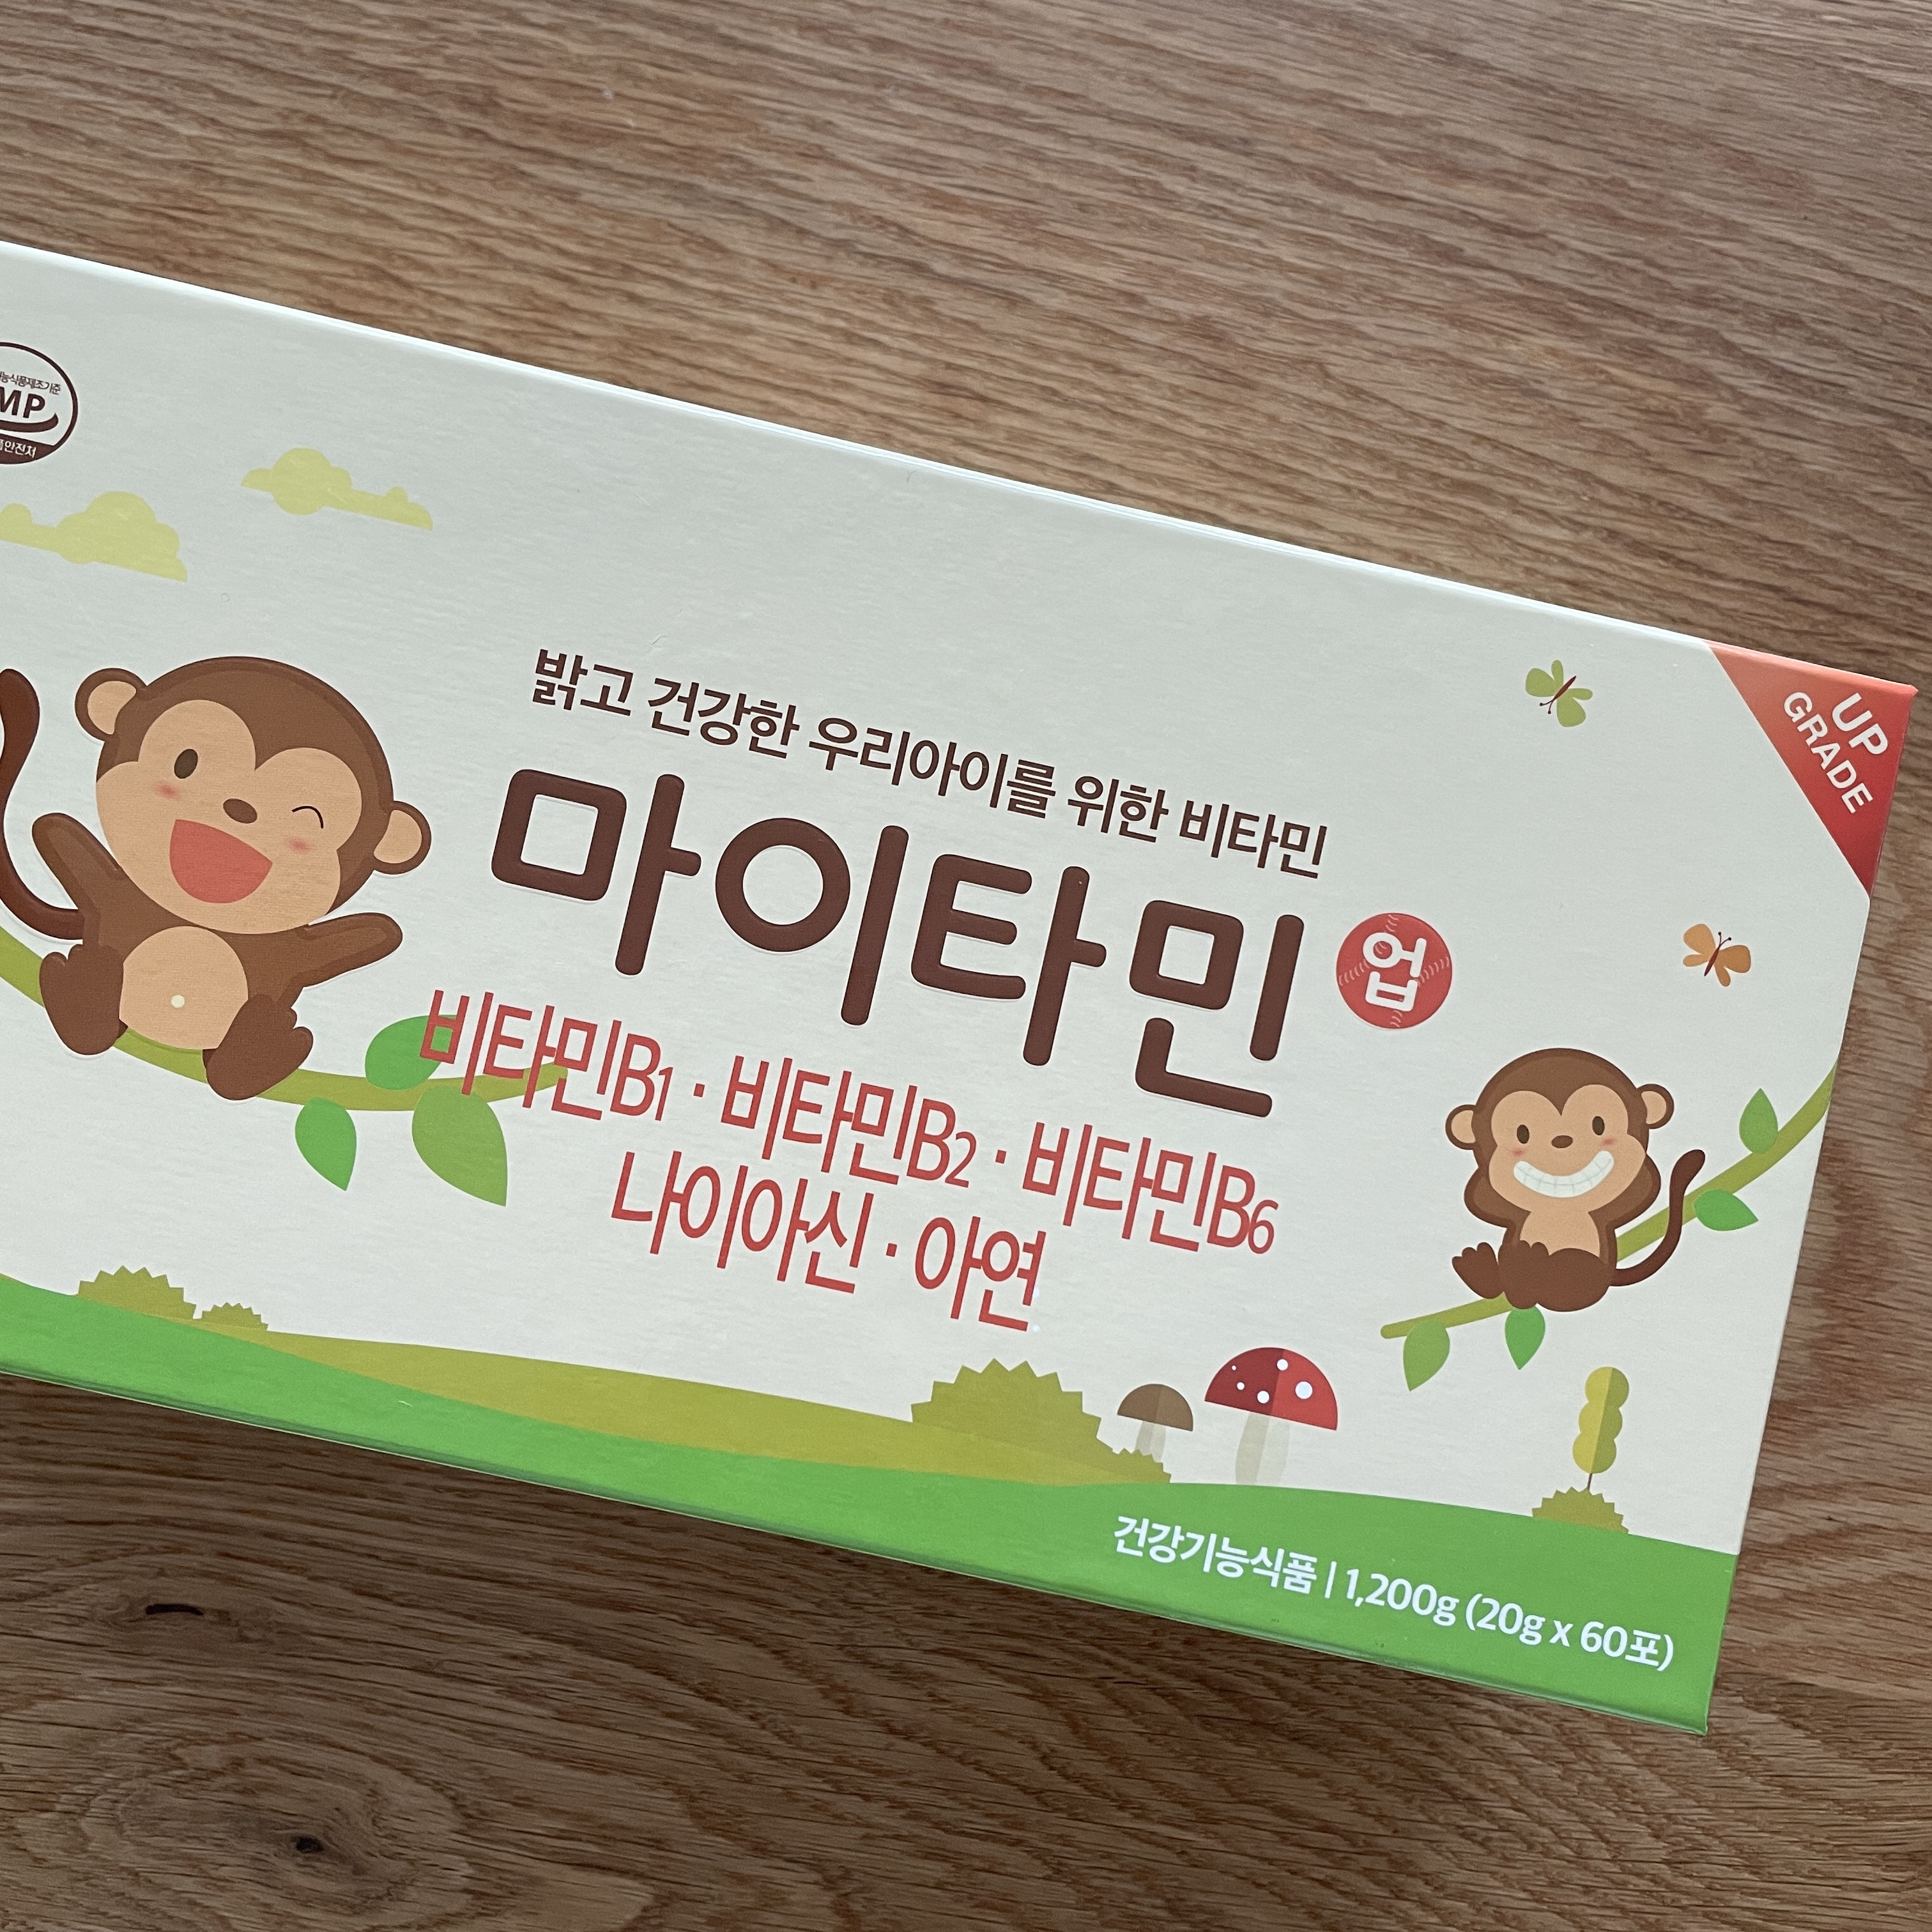 MP
밝고 건강한 우리아이를 위한 비타민
마이타민 업
비타민B1 · 비타민B2 · 비타민B6
나이아신 · 아연
UP
GRADE
건강기능식품 | 1,200g (20g x 60포)